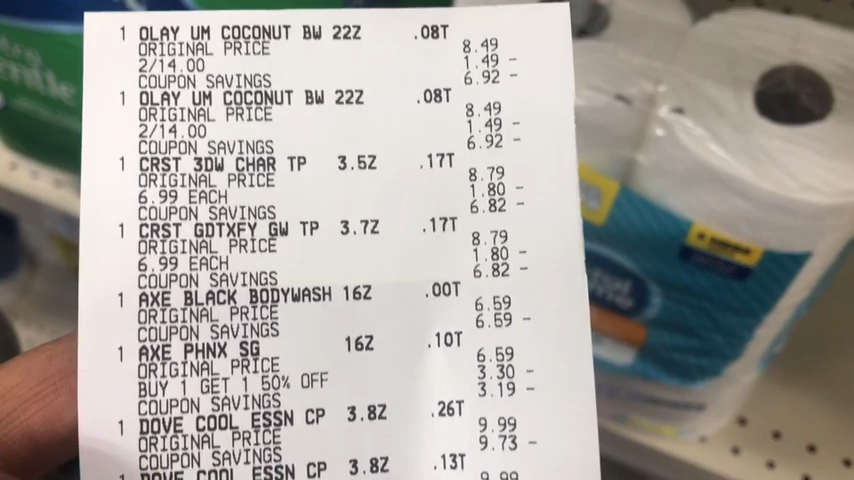 1 OLAY UM COCONUT BW 22Z .08T
ORIGINAL PRICE 8.49
2/14.00 1.49 -
COUPON SAVINGS 6.92 -
1 OLAY UM COCONUT BW 22Z .08T
ORIGINAL PRICE 8.49
2/14.00 1.49 -
COUPON SAVINGS 6.92 -
1 CRST 3DW CHAR TP 3.5Z .17T
ORIGINAL PRICE 8.79
6.99 EACH 1.80 -
COUPON SAVINGS 6.82 -
1 CRST GDTXFY GW TP 3.7Z .17T
ORIGINAL PRICE 8.79
6.99 EACH 1.80 -
COUPON SAVINGS 6.82 -
1 AXE BLACK BODYWASH 16Z .00T
ORIGINAL PRICE 6.59
COUPON SAVINGS 6.59 -
1 AXE PHNX SG 16Z .10T
ORIGINAL PRICE 6.59
BUY 1 GET 1 50% OFF 3.30 -
COUPON SAVINGS 3.19 -
1 DOVE COOL ESSN CP 3.8Z .26T
ORIGINAL PRICE 9.99
COUPON SAVINGS 9.73 -
1 DOVE COOL ESSN CP 3.8Z .13T
9.99